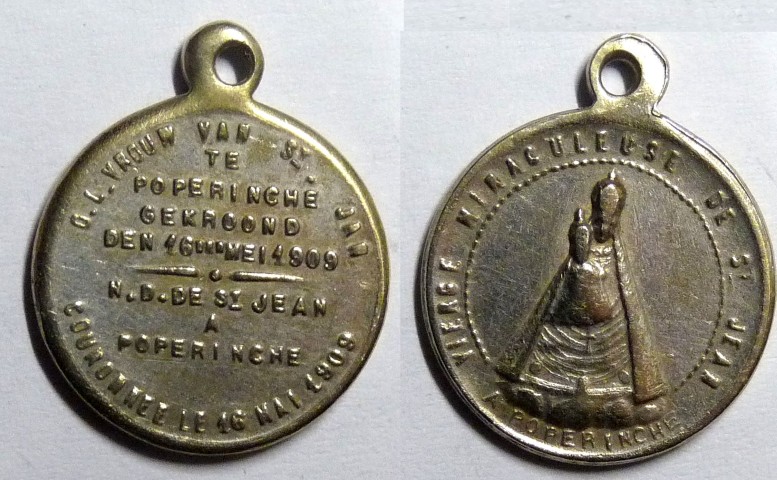 O.L. VROUW VAN ST. JAN
TE
POPERINGHE
GEKROOND
DEN 16den MEI 1909
N.D. DE ST JEAN
A
POPERINGHE
COURONNEE LE 16 MAI 1909
VIERGE MIRACULEUSE DE ST JEAN
A POPERINGHE